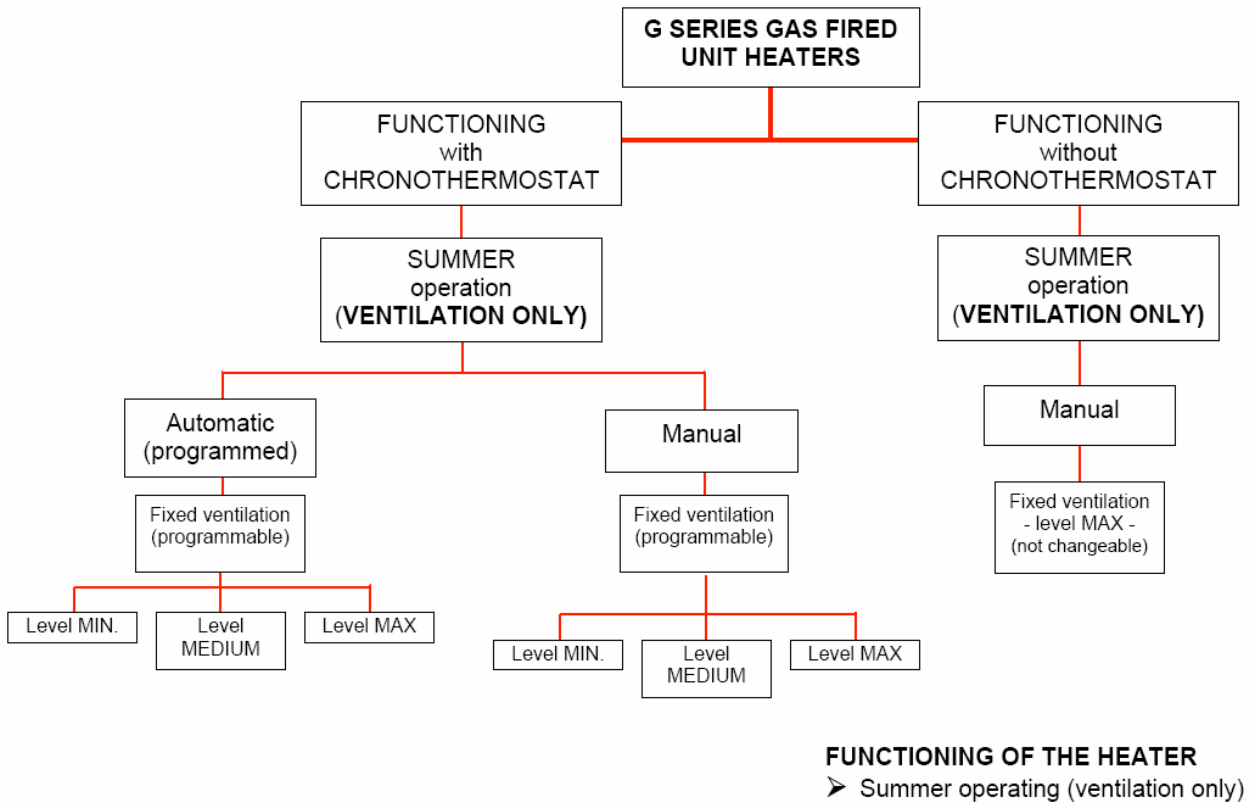 G SERIES GAS FIRED
UNIT HEATERS
FUNCTIONING
with
CHRONOTHERMOSTAT
FUNCTIONING
without
CHRONOTHERMOSTAT
SUMMER
operation
(VENTILATION ONLY)
SUMMER
operation
(VENTILATION ONLY)
Automatic
(programmed)
Manual
Manual
Fixed ventilation
(programmable)
Fixed ventilation
(programmable)
Fixed ventilation
- level MAX -
(not changeable)
Level MIN.
Level
MEDIUM
Level MAX
Level MIN.
Level
MEDIUM
Level MAX
FUNCTIONING OF THE HEATER
➢ Summer operating (ventilation only)